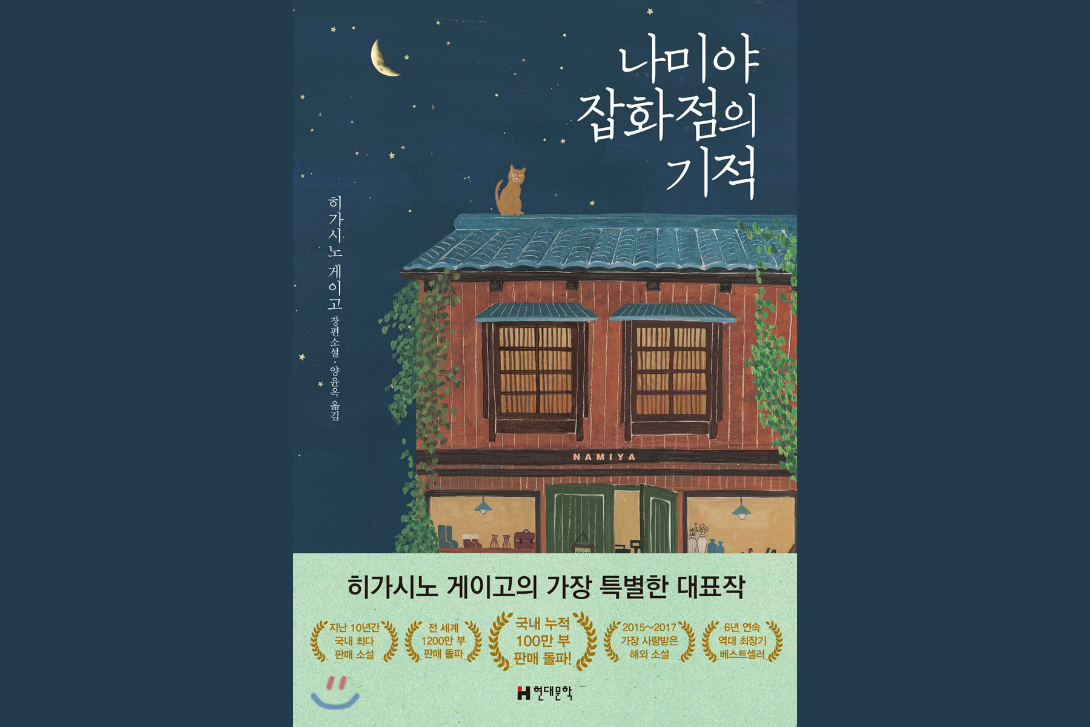 나미야
잡화점의
기적
히가시노 게이고 장편소설·양윤옥 옮김
NAMIYA
히가시노 게이고의 가장 특별한 대표작
지난 10년간
국내 최다
판매 소설
전 세계
1200만 부
판매 돌파
국내 누적
100만 부
판매 돌파!
2015~2017
가장 사랑받은
해외 소설
6년 연속
역대 최장기
베스트셀러
현대문학